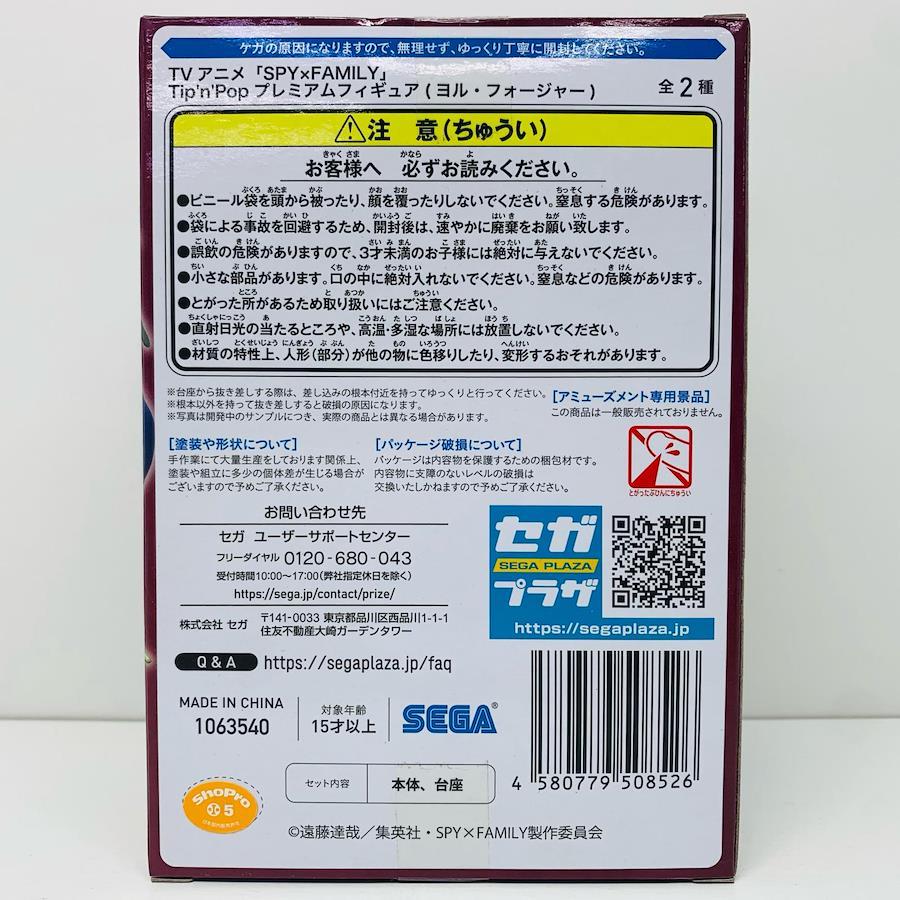 ケガの原因になりますので、無理せず、ゆっくり丁寧に開封してください。
TVアニメ「SPY×FAMILY」
Tip'n'Pop プレミアムフィギュア(ヨル・フォージャー)
全2種
⚠注 意(ちゅうい)
お客様へ 必ずお読みください。
●ビニール袋を頭から被ったり、顔を覆ったりしないでください。窒息する危険があります。
●袋による事故を回避するため、開封後は、速やかに廃棄をお願い致します。
●誤飲の危険がありますので、3才未満のお子様には絶対に与えないでください。
●小さな部品があります。口の中に絶対入れないでください。窒息などの危険があります。
●とがった所があるため取り扱いにはご注意ください。
●直射日光の当たるところや、高温・多湿な場所には放置しないでください。
●材質の特性上、人形(部分)が他の物に色移りしたり、変形するおそれがあります。
※台座から抜き差しする際は、差し込みの根本付近を持ってゆっくりと行ってください。
※根本以外を持って抜き差しすると破損の原因になります。
※写真は開発中のサンプルにつき、実際の商品とは異なる場合があります。
[アミューズメント専用景品]
この商品は一般販売されておりません。
[塗装や形状について]
手作業にて大量生産をしております関係上、
塗装や組立に多少の個体差が生じる場合が
ございますので予めご了承ください。
[パッケージ破損について]
パッケージは内容物を保護するための梱包材です。
内容物に支障のないレベルの破損は
交換いたしかねますので予めご了承ください。
とがったぶひんにちゅうい
お問い合わせ先
セガ ユーザーサポートセンター
フリーダイヤル 0120-680-043
受付時間10:00〜17:00(弊社指定休日を除く)
https://sega.jp/contact/prize/
株式会社 セガ
〒141-0033 東京都品川区西品川1-1-1
住友不動産大崎ガーデンタワー
セガ
SEGA PLAZA
プラザ
https://segaplaza.jp
Q & A https://segaplaza.jp/faq
MADE IN CHINA
1063540
対象年齢
15才以上
SEGA®
セット内容
本体、台座
4 580779 508526
ShoPro
5
©遠藤達哉／集英社・SPY×FAMILY製作委員会